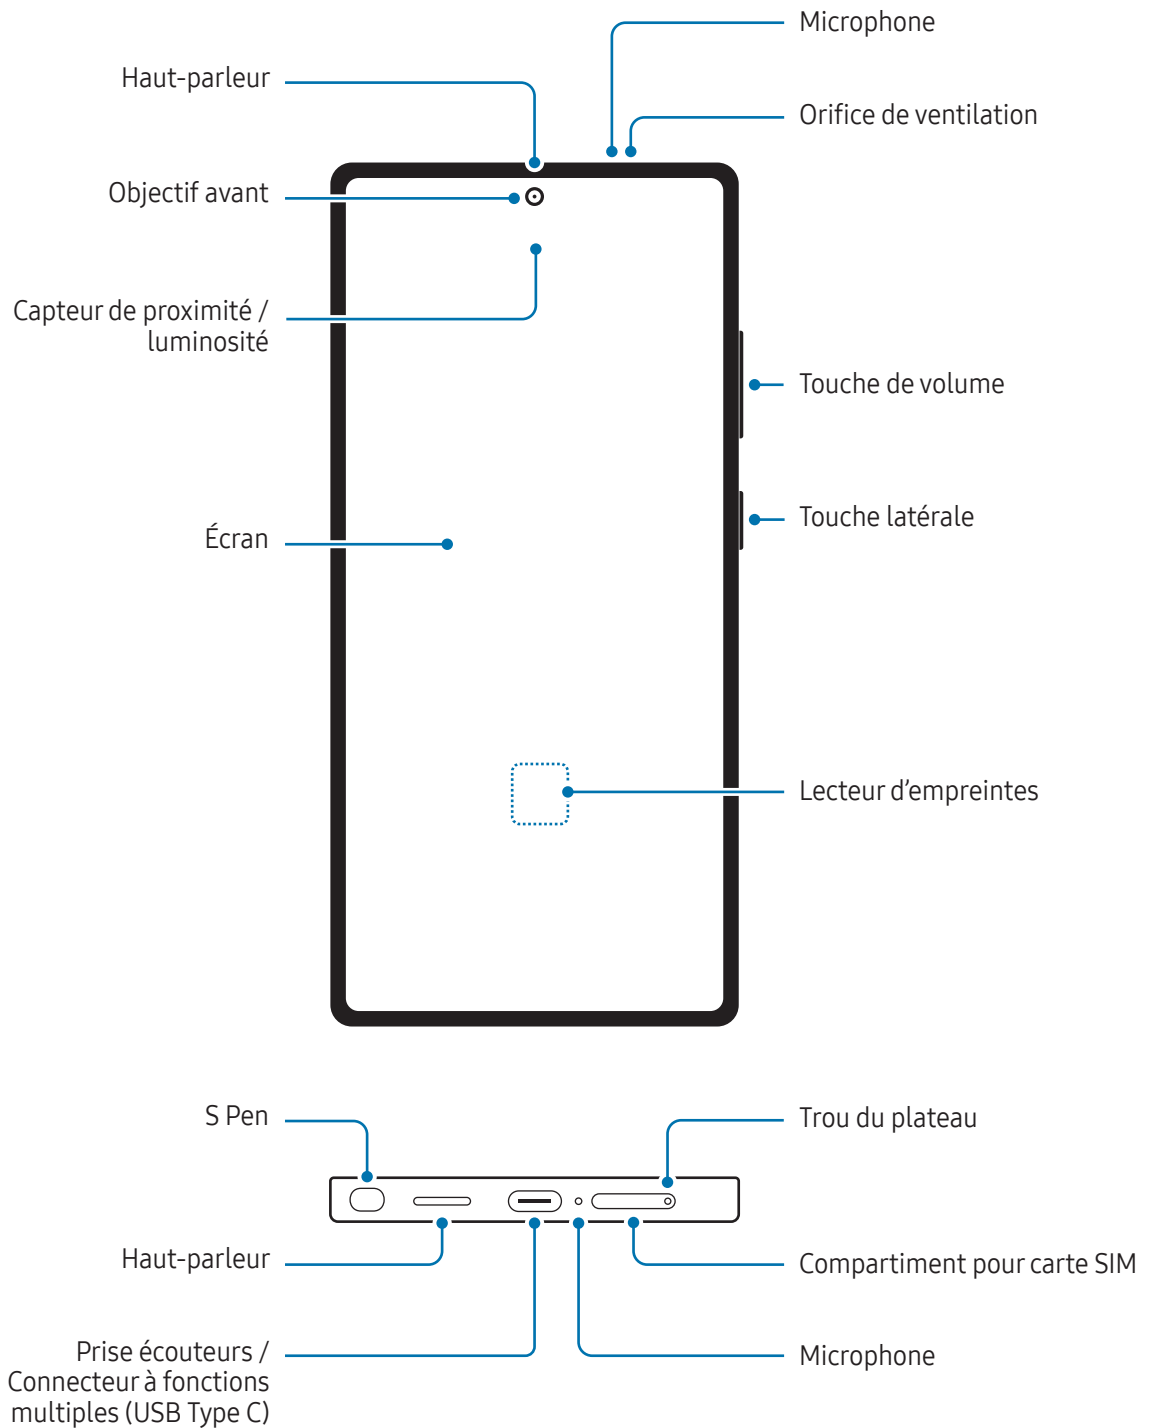 Microphone
Haut-parleur
Orifice de ventilation
Objectif avant
Capteur de proximité /
luminosité
Touche de volume
Touche latérale
Écran
Lecteur d’empreintes
S Pen
Trou du plateau
Haut-parleur
Compartiment pour carte SIM
Prise écouteurs /
Connecteur à fonctions
multiples (USB Type C)
Microphone